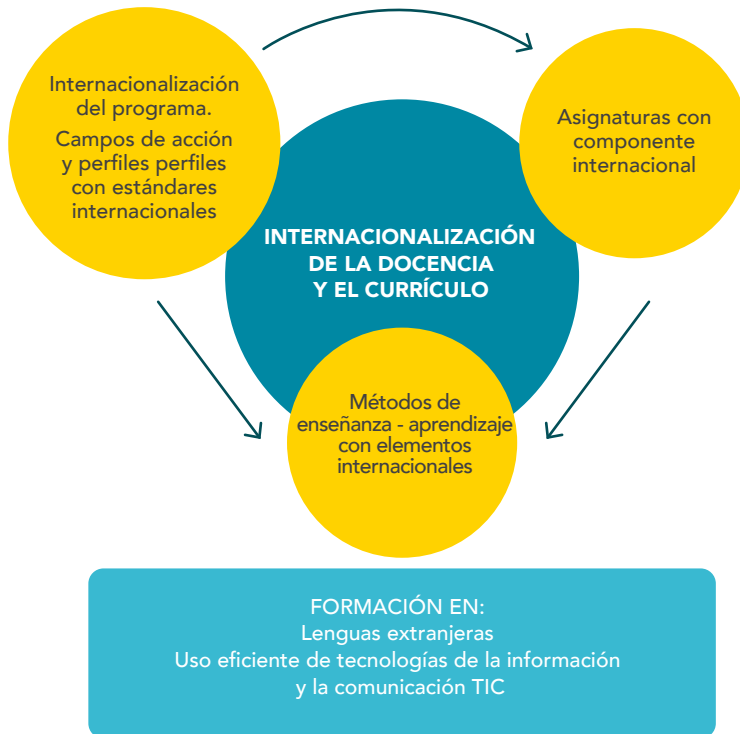 Internacionalización
del programa.
Campos de acción
y perfiles perfiles
con estándares
internacionales
Asignaturas con
componente
internacional
INTERNACIONALIZACIÓN
DE LA DOCENCIA
Y EL CURRÍCULO
Métodos de
enseñanza - aprendizaje
con elementos
internacionales
FORMACIÓN EN:
Lenguas extranjeras
Uso eficiente de tecnologías de la información
y la comunicación TIC